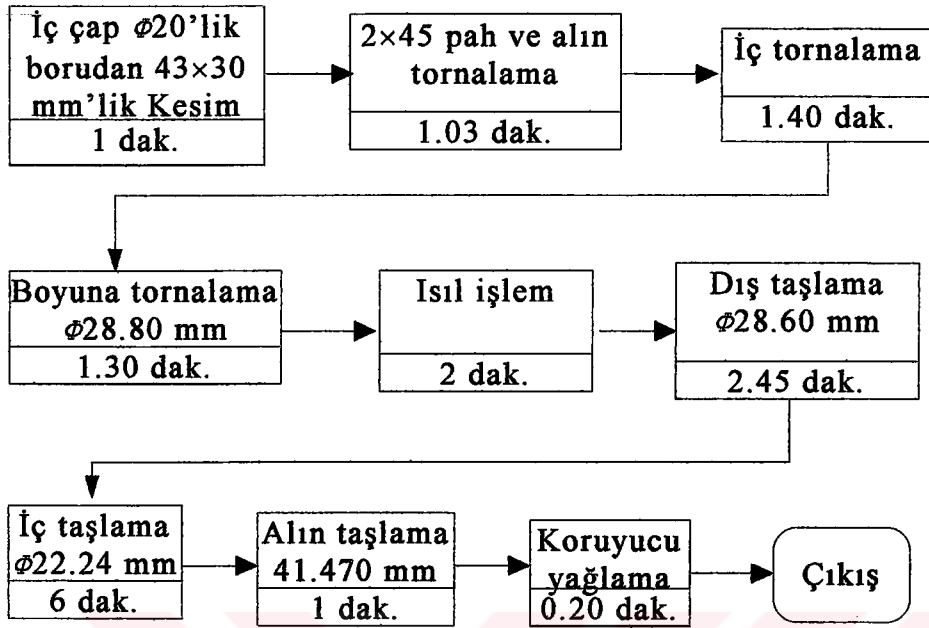 İç çap Φ20'lik
borudan 43×30
mm'lik Kesim
1 dak.
2×45 pah ve alın
tornalama
1.03 dak.
İç tornalama
1.40 dak.
Boyuna tornalama
Φ28.80 mm
1.30 dak.
Isıl işlem
2 dak.
Dış taşlama
Φ28.60 mm
2.45 dak.
İç taşlama
Φ22.24 mm
6 dak.
Alın taşlama
41.470 mm
1 dak.
Koruyucu
yağlama
0.20 dak.
Çıkış